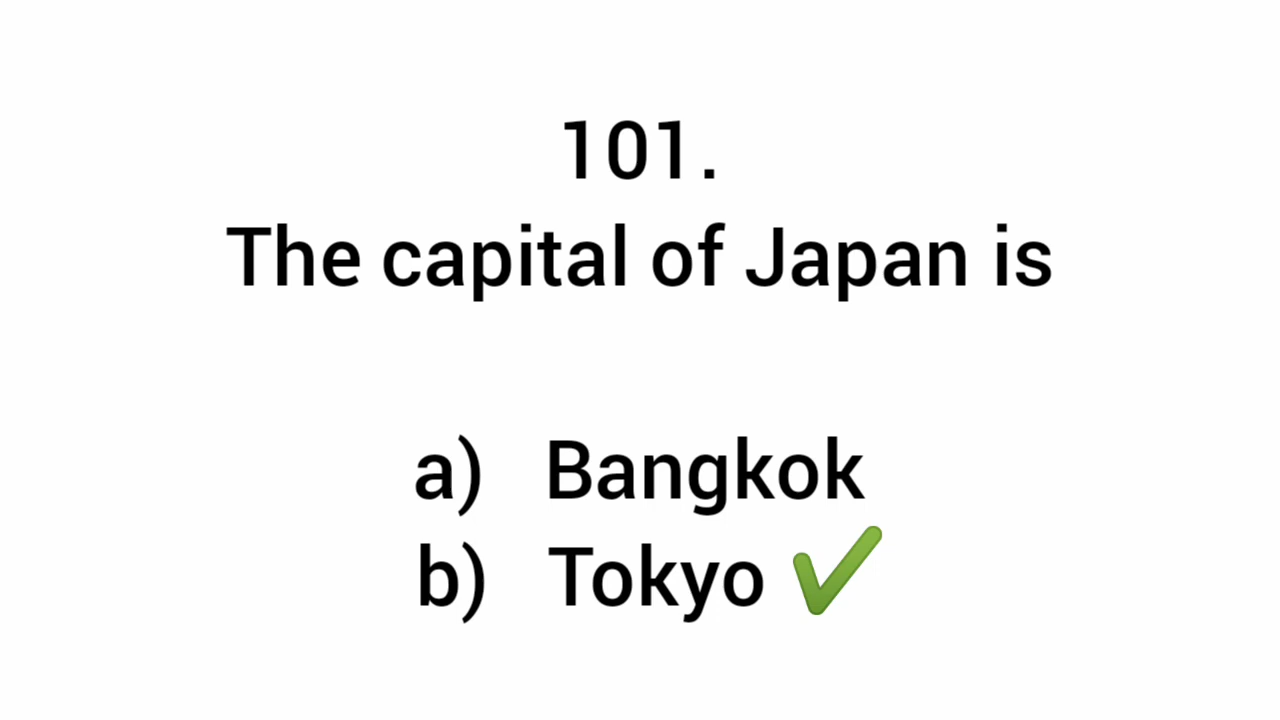 101.
The capital of Japan is
a) Bangkok
b) Tokyo ✔